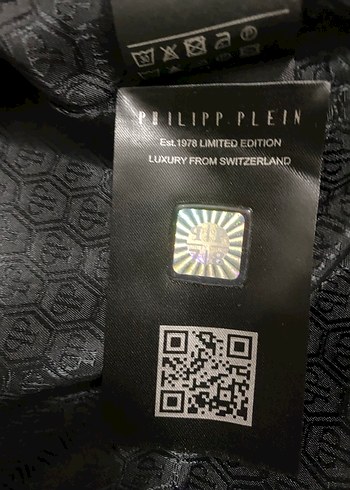 PHILIPP PLEIN
Est.1978 LIMITED EDITION
LUXURY FROM SWITZERLAND